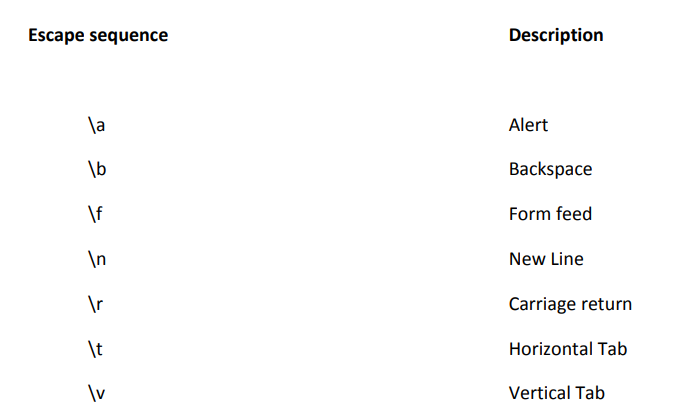 Escape sequence Description
\a Alert
\b Backspace
\f Form feed
\n New Line
\r Carriage return
\t Horizontal Tab
\v Vertical Tab